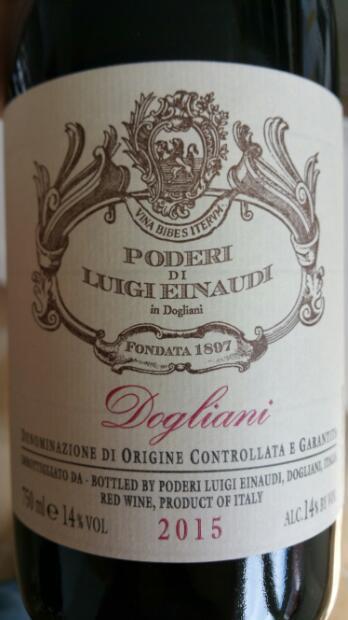 VINA BIBES ITERVM
PODERI
DI
LUIGI EINAUDI
in Dogliani
FONDATA 1897
Dogliani
DENOMINAZIONE DI ORIGINE CONTROLLATA E GARANTITA
IMBOTTIGLIATO DA - BOTTLED BY PODERI LUIGI EINAUDI, DOGLIANI, ITALIA
RED WINE, PRODUCT OF ITALY
750 ml e 14% VOL
2015
ALC. 14% BY